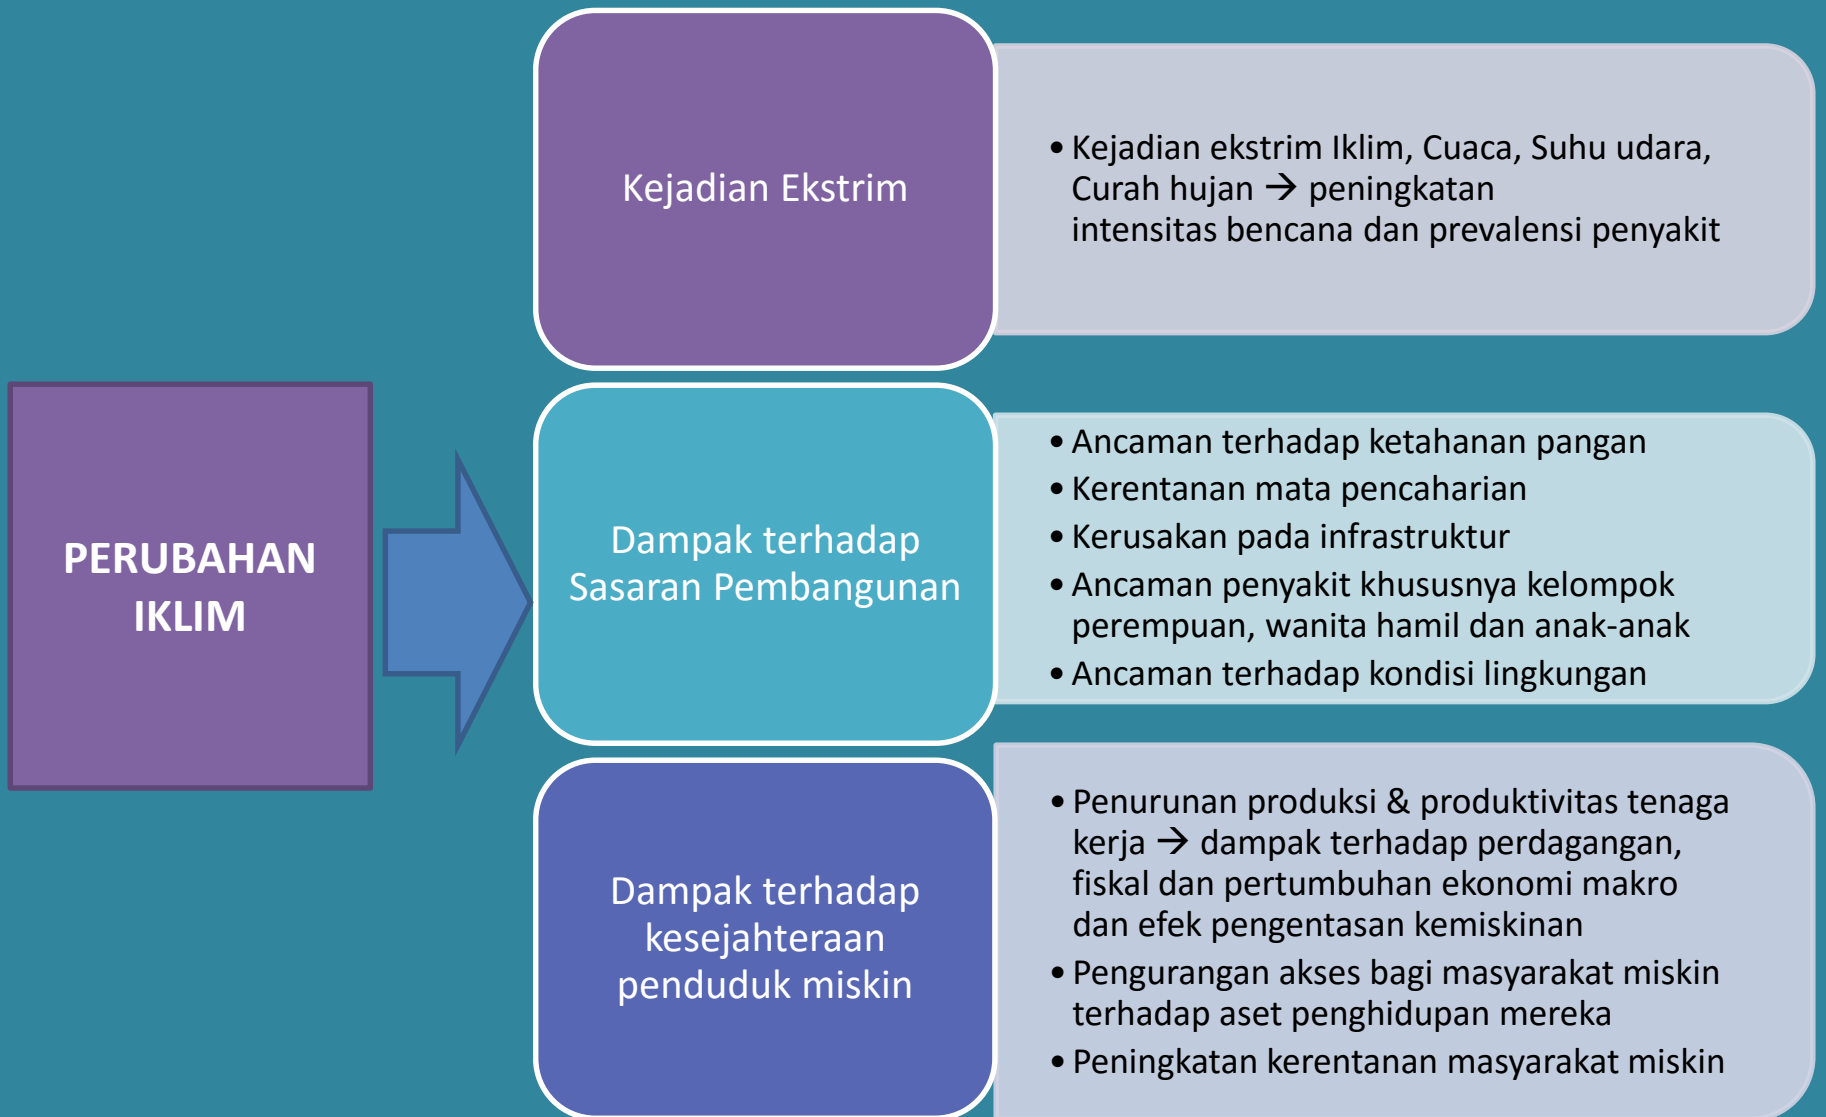 PERUBAHAN
IKLIM
Kejadian Ekstrim
• Kejadian ekstrim Iklim, Cuaca, Suhu udara,
Curah hujan → peningkatan
intensitas bencana dan prevalensi penyakit
Dampak terhadap
Sasaran Pembangunan
• Ancaman terhadap ketahanan pangan
• Kerentanan mata pencaharian
• Kerusakan pada infrastruktur
• Ancaman penyakit khususnya kelompok
perempuan, wanita hamil dan anak-anak
• Ancaman terhadap kondisi lingkungan
Dampak terhadap
kesejahteraan
penduduk miskin
• Penurunan produksi & produktivitas tenaga
kerja → dampak terhadap perdagangan,
fiskal dan pertumbuhan ekonomi makro
dan efek pengentasan kemiskinan
• Pengurangan akses bagi masyarakat miskin
terhadap aset penghidupan mereka
• Peningkatan kerentanan masyarakat miskin